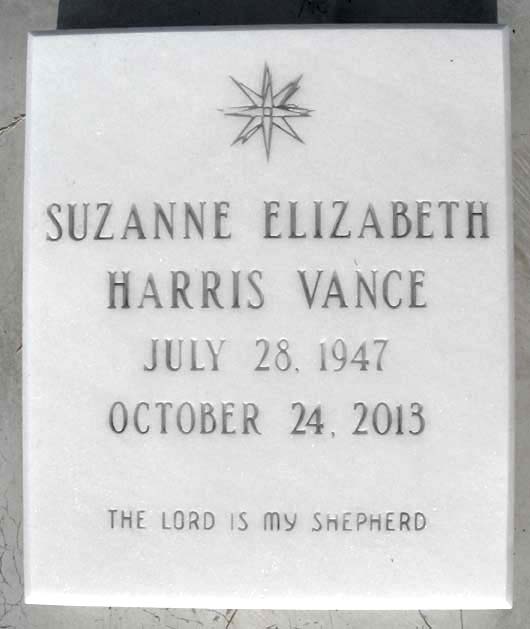 SUZANNE ELIZABETH
HARRIS VANCE
JULY 28, 1947
OCTOBER 24, 2013
THE LORD IS MY SHEPHERD